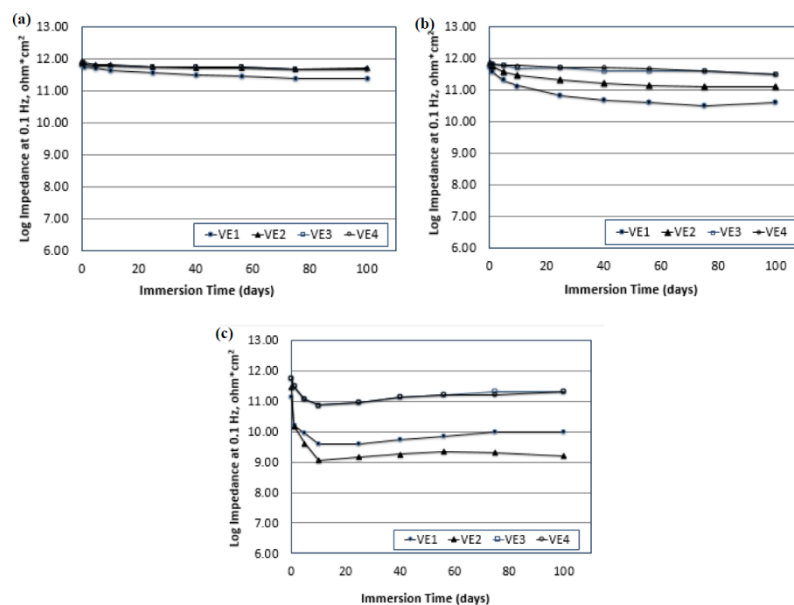 (a)
13.00
12.00
11.00
10.00
9.00
8.00
7.00
6.00
Log Impedance at 0.1 Hz, ohm*cm²
VE1 VE2 VE3 VE4
0 20 40 60 80 100
Immersion Time (days)
(b)
13.00
12.00
11.00
10.00
9.00
8.00
7.00
6.00
Log Impedance at 0.1 Hz, ohm*cm²
VE1 VE2 VE3 VE4
0 20 40 60 80 100
Immersion Time (days)
(c)
13.00
12.00
11.00
10.00
9.00
8.00
7.00
6.00
Log Impedance at 0.1 Hz, ohm*cm²
VE1 VE2 VE3 VE4
0 20 40 60 80 100
Immersion Time (days)